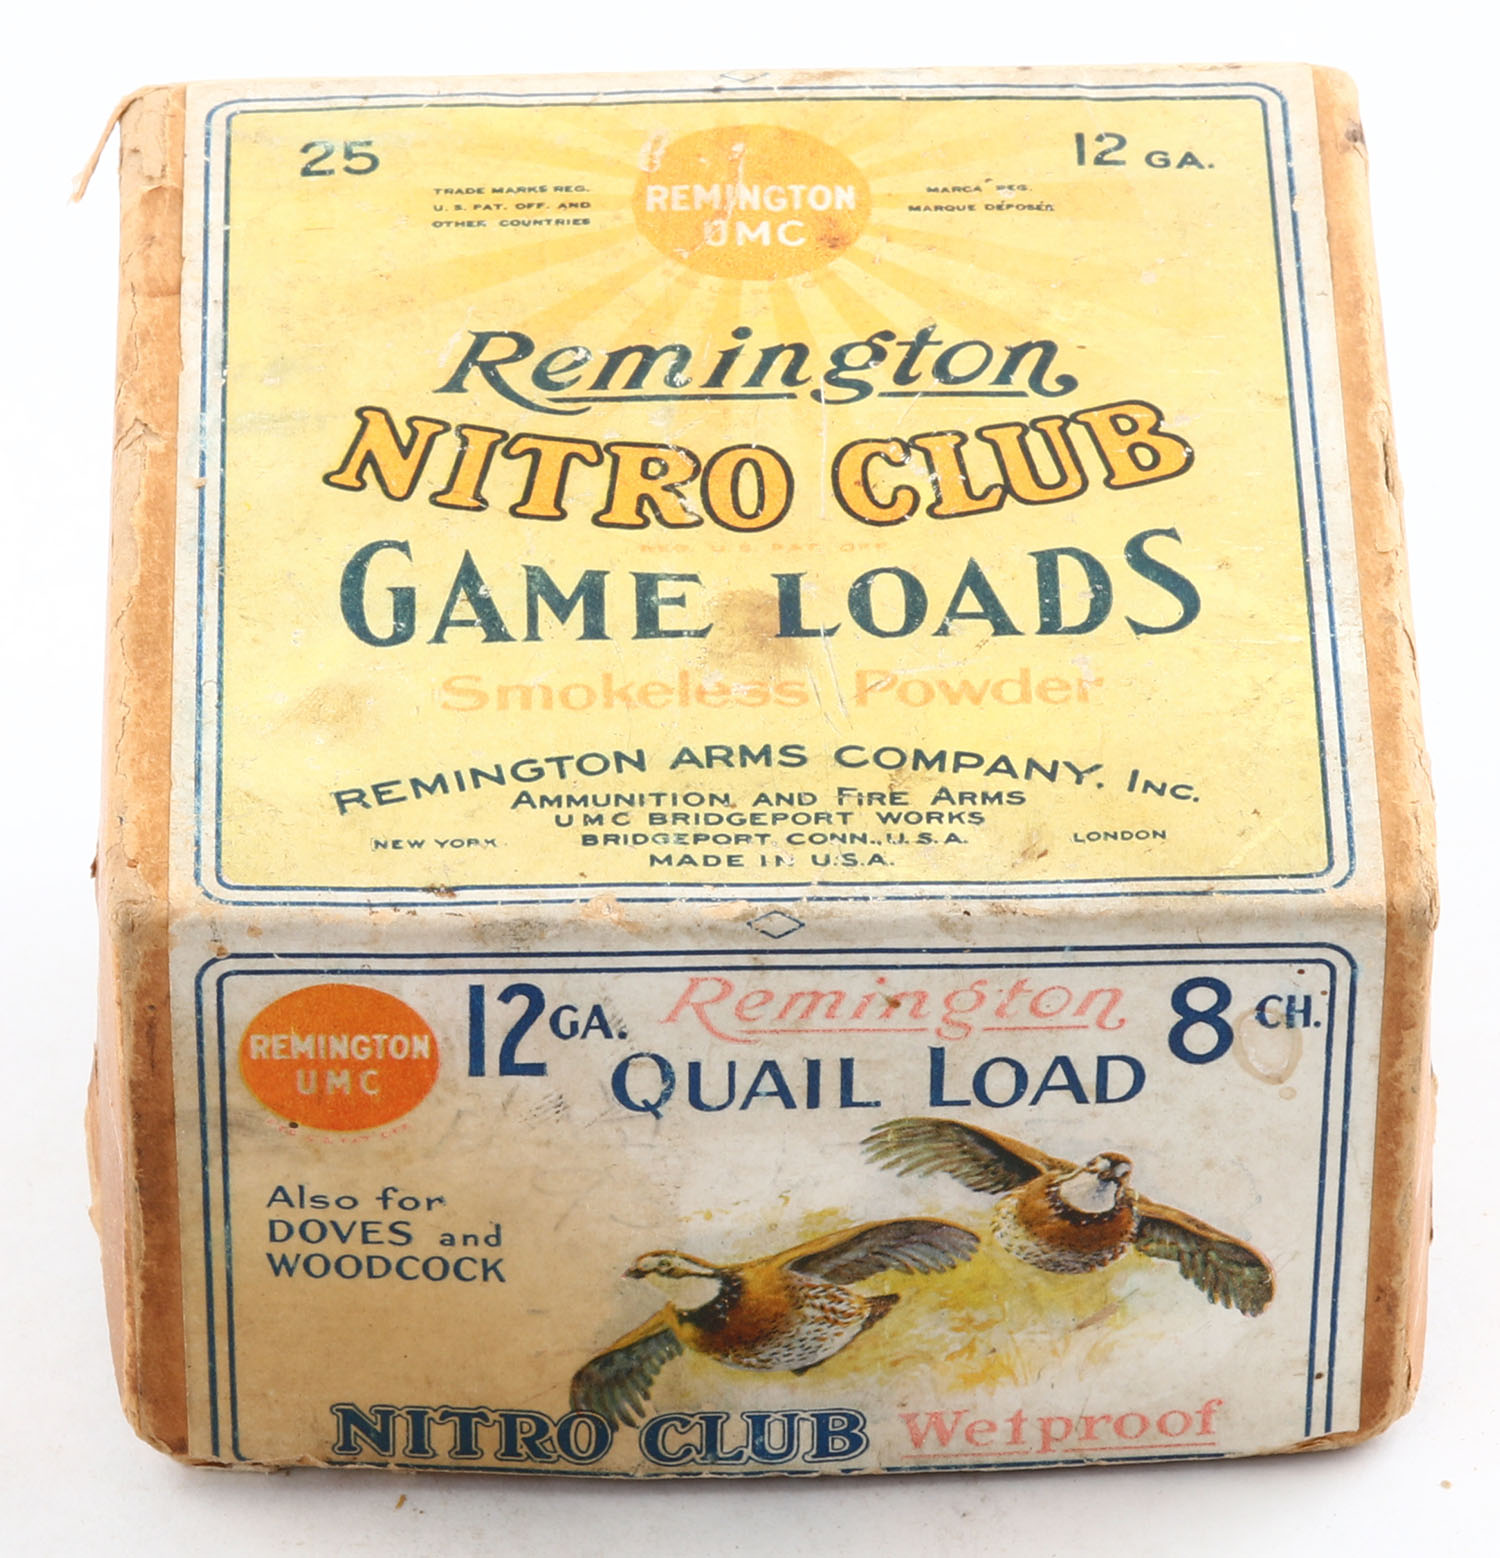 25
12 GA.
TRADE MARKS REG.
U. S. PAT. OFF. AND
OTHER COUNTRIES
REMINGTON
UMC
MARCA REG.
MARQUE DÉPOSÉE
Remington
NITRO CLUB
REG. U.S. PAT. OFF.
GAME LOADS
Smokeless Powder
REMINGTON ARMS COMPANY, INC.
AMMUNITION AND FIRE ARMS
UMC BRIDGEPORT WORKS
NEW YORK
BRIDGEPORT, CONN., U.S.A.
LONDON
MADE IN U.S.A.
REMINGTON
UMC
12 GA.
Remington
8 CH.
QUAIL LOAD
Also for
DOVES and
WOODCOCK
NITRO CLUB
Wetproof